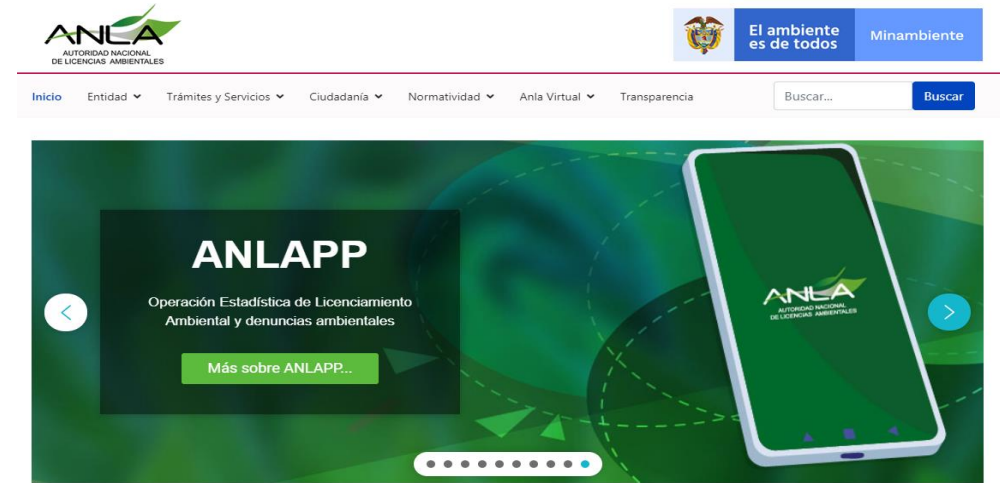 ANLA
AUTORIDAD NACIONAL
DE LICENCIAS AMBIENTALES
El ambiente
es de todos
Minambiente
Inicio Entidad Trámites y Servicios Ciudadanía Normatividad Anla Virtual Transparencia Buscar... Buscar
ANLAPP
Operación Estadística de Licenciamiento
Ambiental y denuncias ambientales
Más sobre ANLAPP...
ANLA
AUTORIDAD NACIONAL
DE LICENCIAS AMBIENTALES